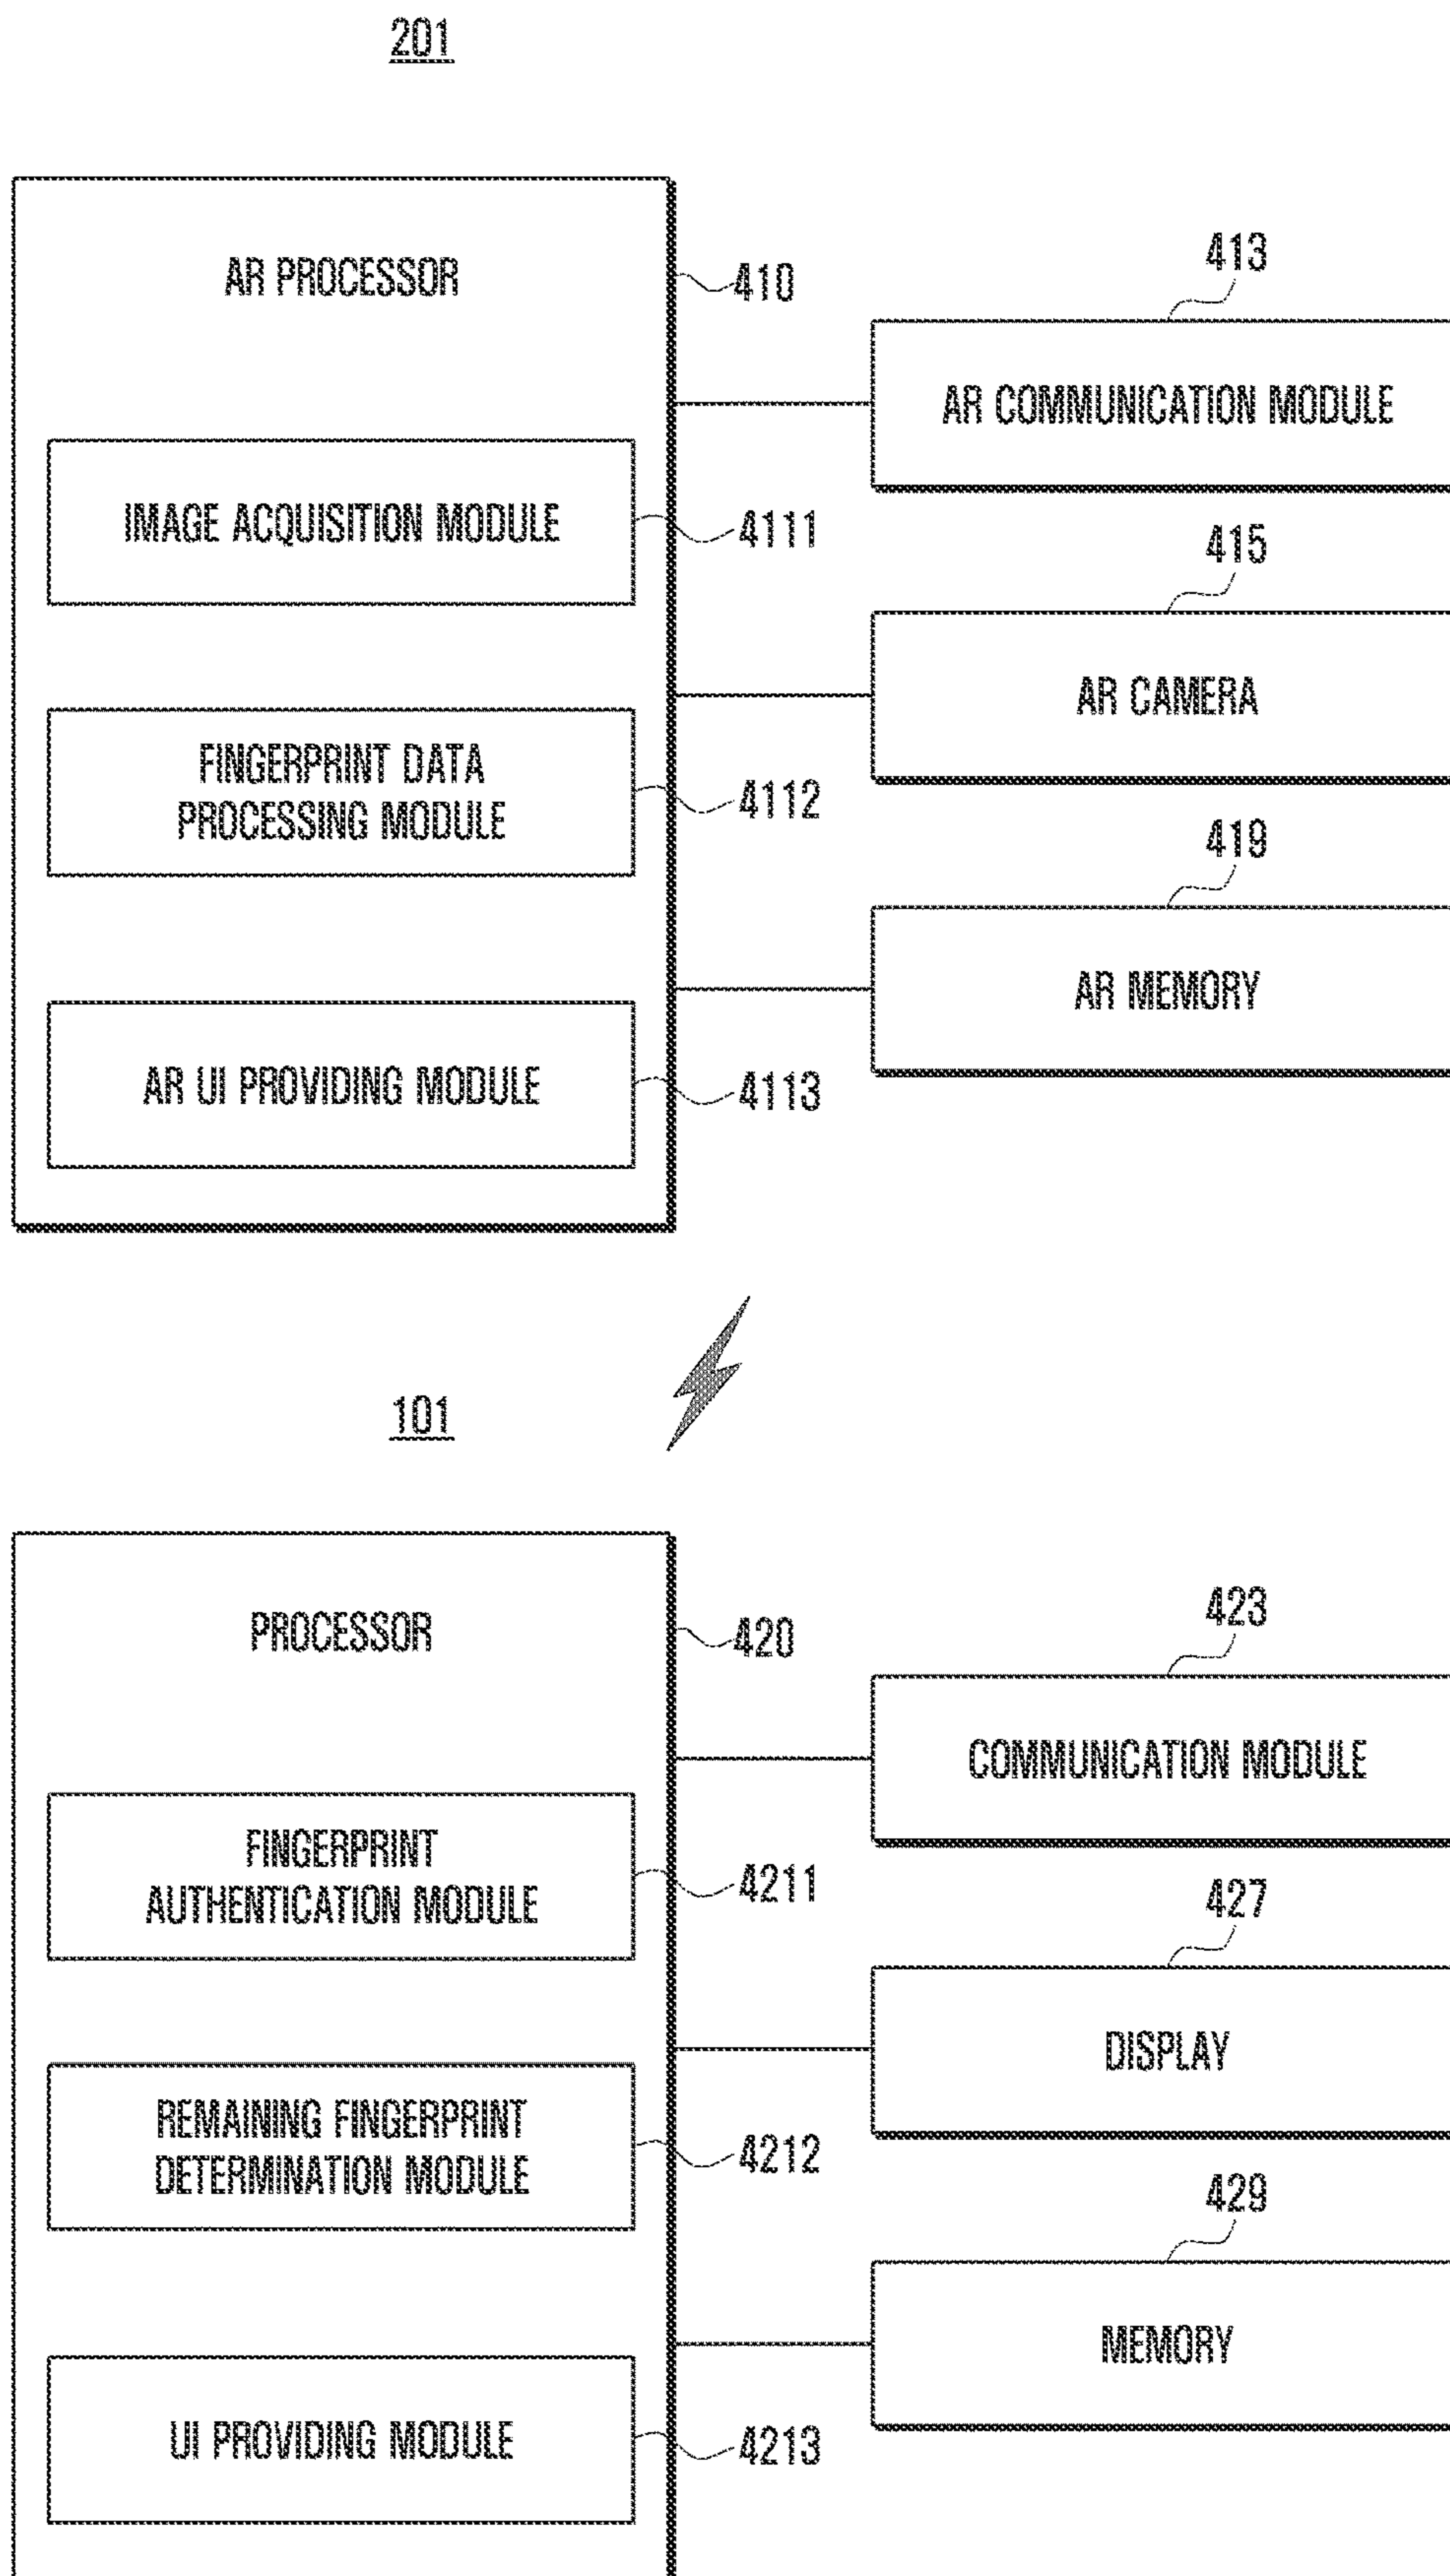 201
AR PROCESSOR
410
IMAGE ACQUISITION MODULE
4111
FINGERPRINT DATA
PROCESSING MODULE
4112
AR UI PROVIDING MODULE
4113
413
AR COMMUNICATION MODULE
415
AR CAMERA
419
AR MEMORY
101
PROCESSOR
420
FINGERPRINT
AUTHENTICATION MODULE
4211
REMAINING FINGERPRINT
DETERMINATION MODULE
4212
UI PROVIDING MODULE
4213
423
COMMUNICATION MODULE
427
DISPLAY
429
MEMORY